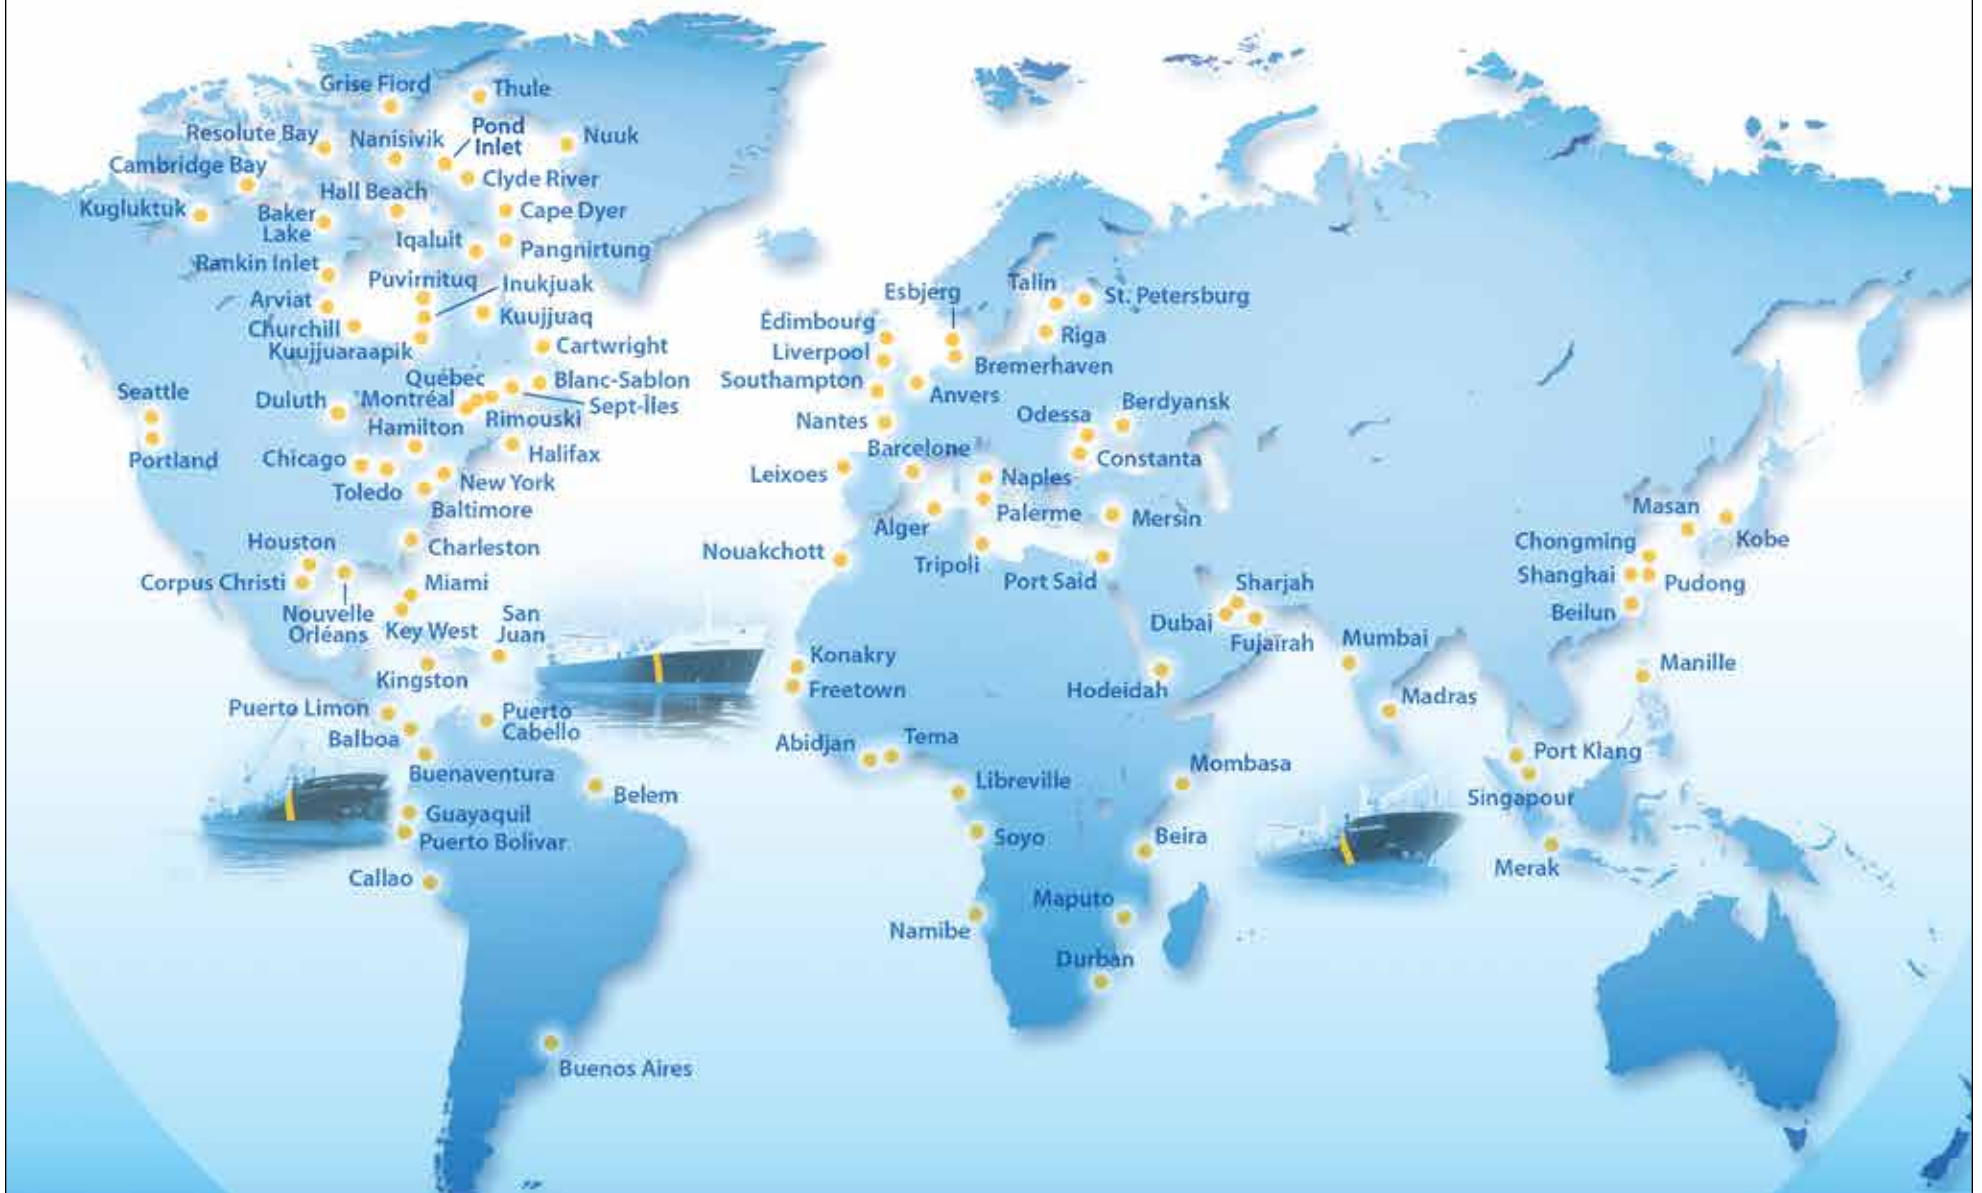 Grise Fiord
Thule
Resolute Bay
Nanisivik
Pond
Inlet
Nuuk
Cambridge Bay
Hall Beach
Clyde River
Kugluktuk
Baker
Lake
Cape Dyer
Iqaluit
Pangnirtung
Rankin Inlet
Puvirnituq
Inukjuak
Arviat
Churchill
Kuujjuaq
Kuujjuaraapik
Cartwright
Québec
Blanc-Sablon
Seattle
Duluth
Montréal
Sept-Îles
Rimouski
Hamilton
Portland
Chicago
Halifax
Toledo
New York
Baltimore
Houston
Charleston
Corpus Christi
Miami
Nouvelle
Orléans
Key West
San
Juan
Kingston
Puerto Limon
Puerto
Cabello
Balboa
Buenaventura
Belem
Guayaquil
Puerto Bolivar
Callao
Buenos Aires
Esbjerg
Talin
St. Petersburg
Édimbourg
Riga
Liverpool
Bremerhaven
Southampton
Anvers
Nantes
Odessa
Berdyansk
Barcelone
Constanta
Leixoes
Naples
Palerme
Mersin
Alger
Nouakchott
Tripoli
Port Said
Sharjah
Dubai
Fujaïrah
Konakry
Freetown
Hodeidah
Mumbai
Madras
Abidjan
Tema
Mombasa
Libreville
Soyo
Beira
Maputo
Namibe
Durban
Masan
Kobe
Chongming
Shanghai
Pudong
Beilun
Manille
Port Klang
Singapour
Merak